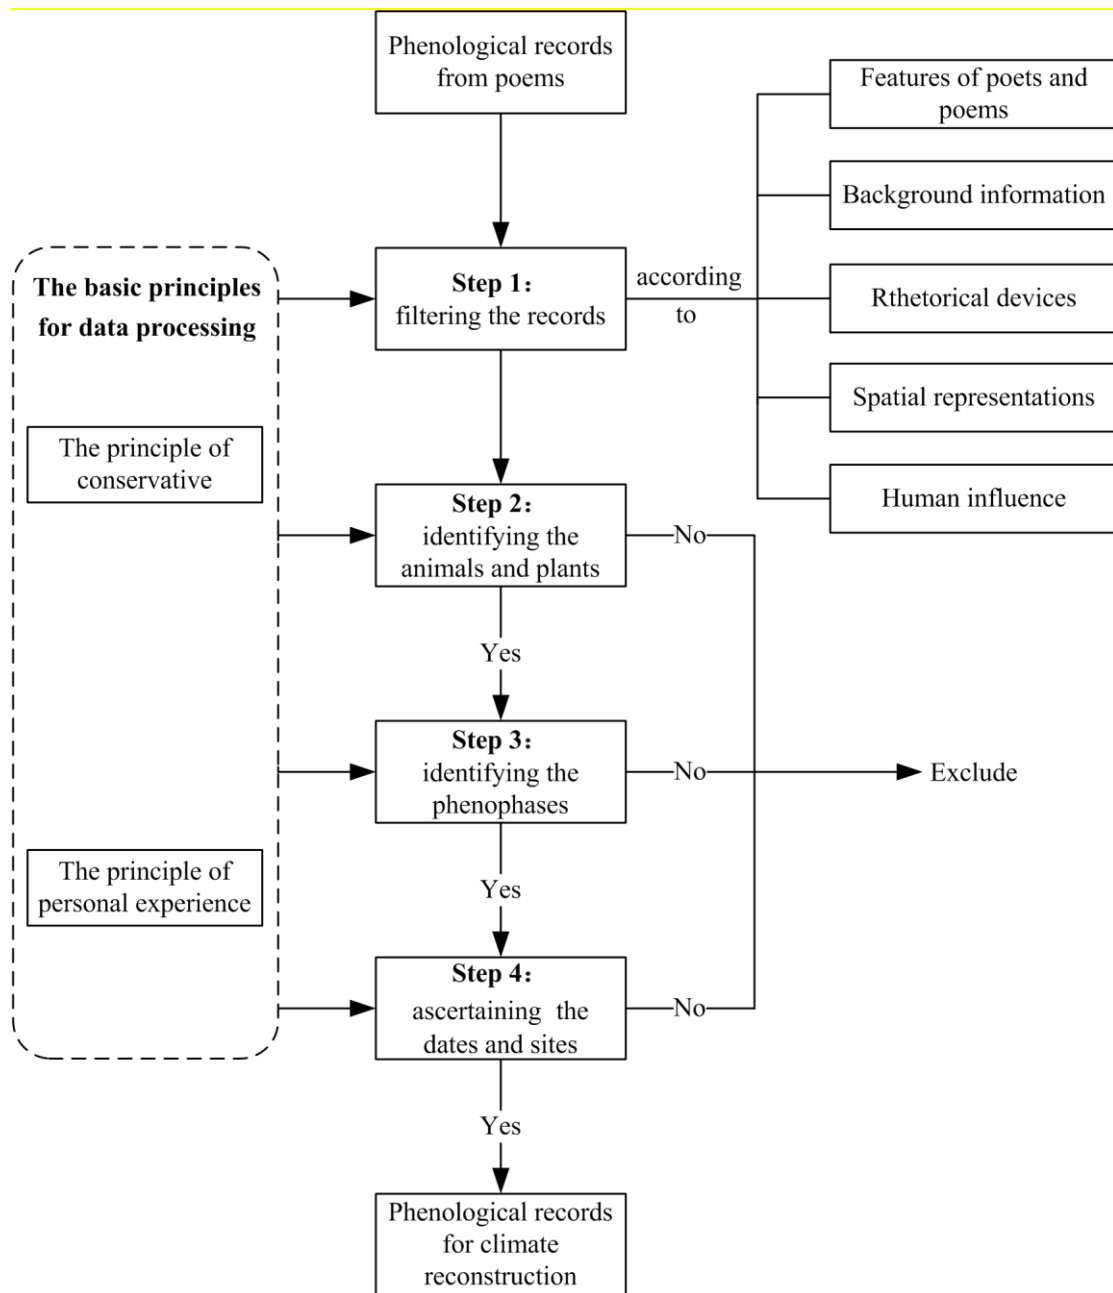 Phenological records
from poems
Features of poets and
poems
Background information
The basic principles
for data processing
Step 1：
filtering the records
according
to
Rthetorical devices
Spatial representations
The principle of
conservative
Human influence
Step 2：
identifying the
animals and plants
No
Yes
Step 3：
identifying the
phenophases
No
Exclude
The principle of
personal experience
Yes
Step 4：
ascertaining the
dates and sites
No
Yes
Phenological records
for climate
reconstruction